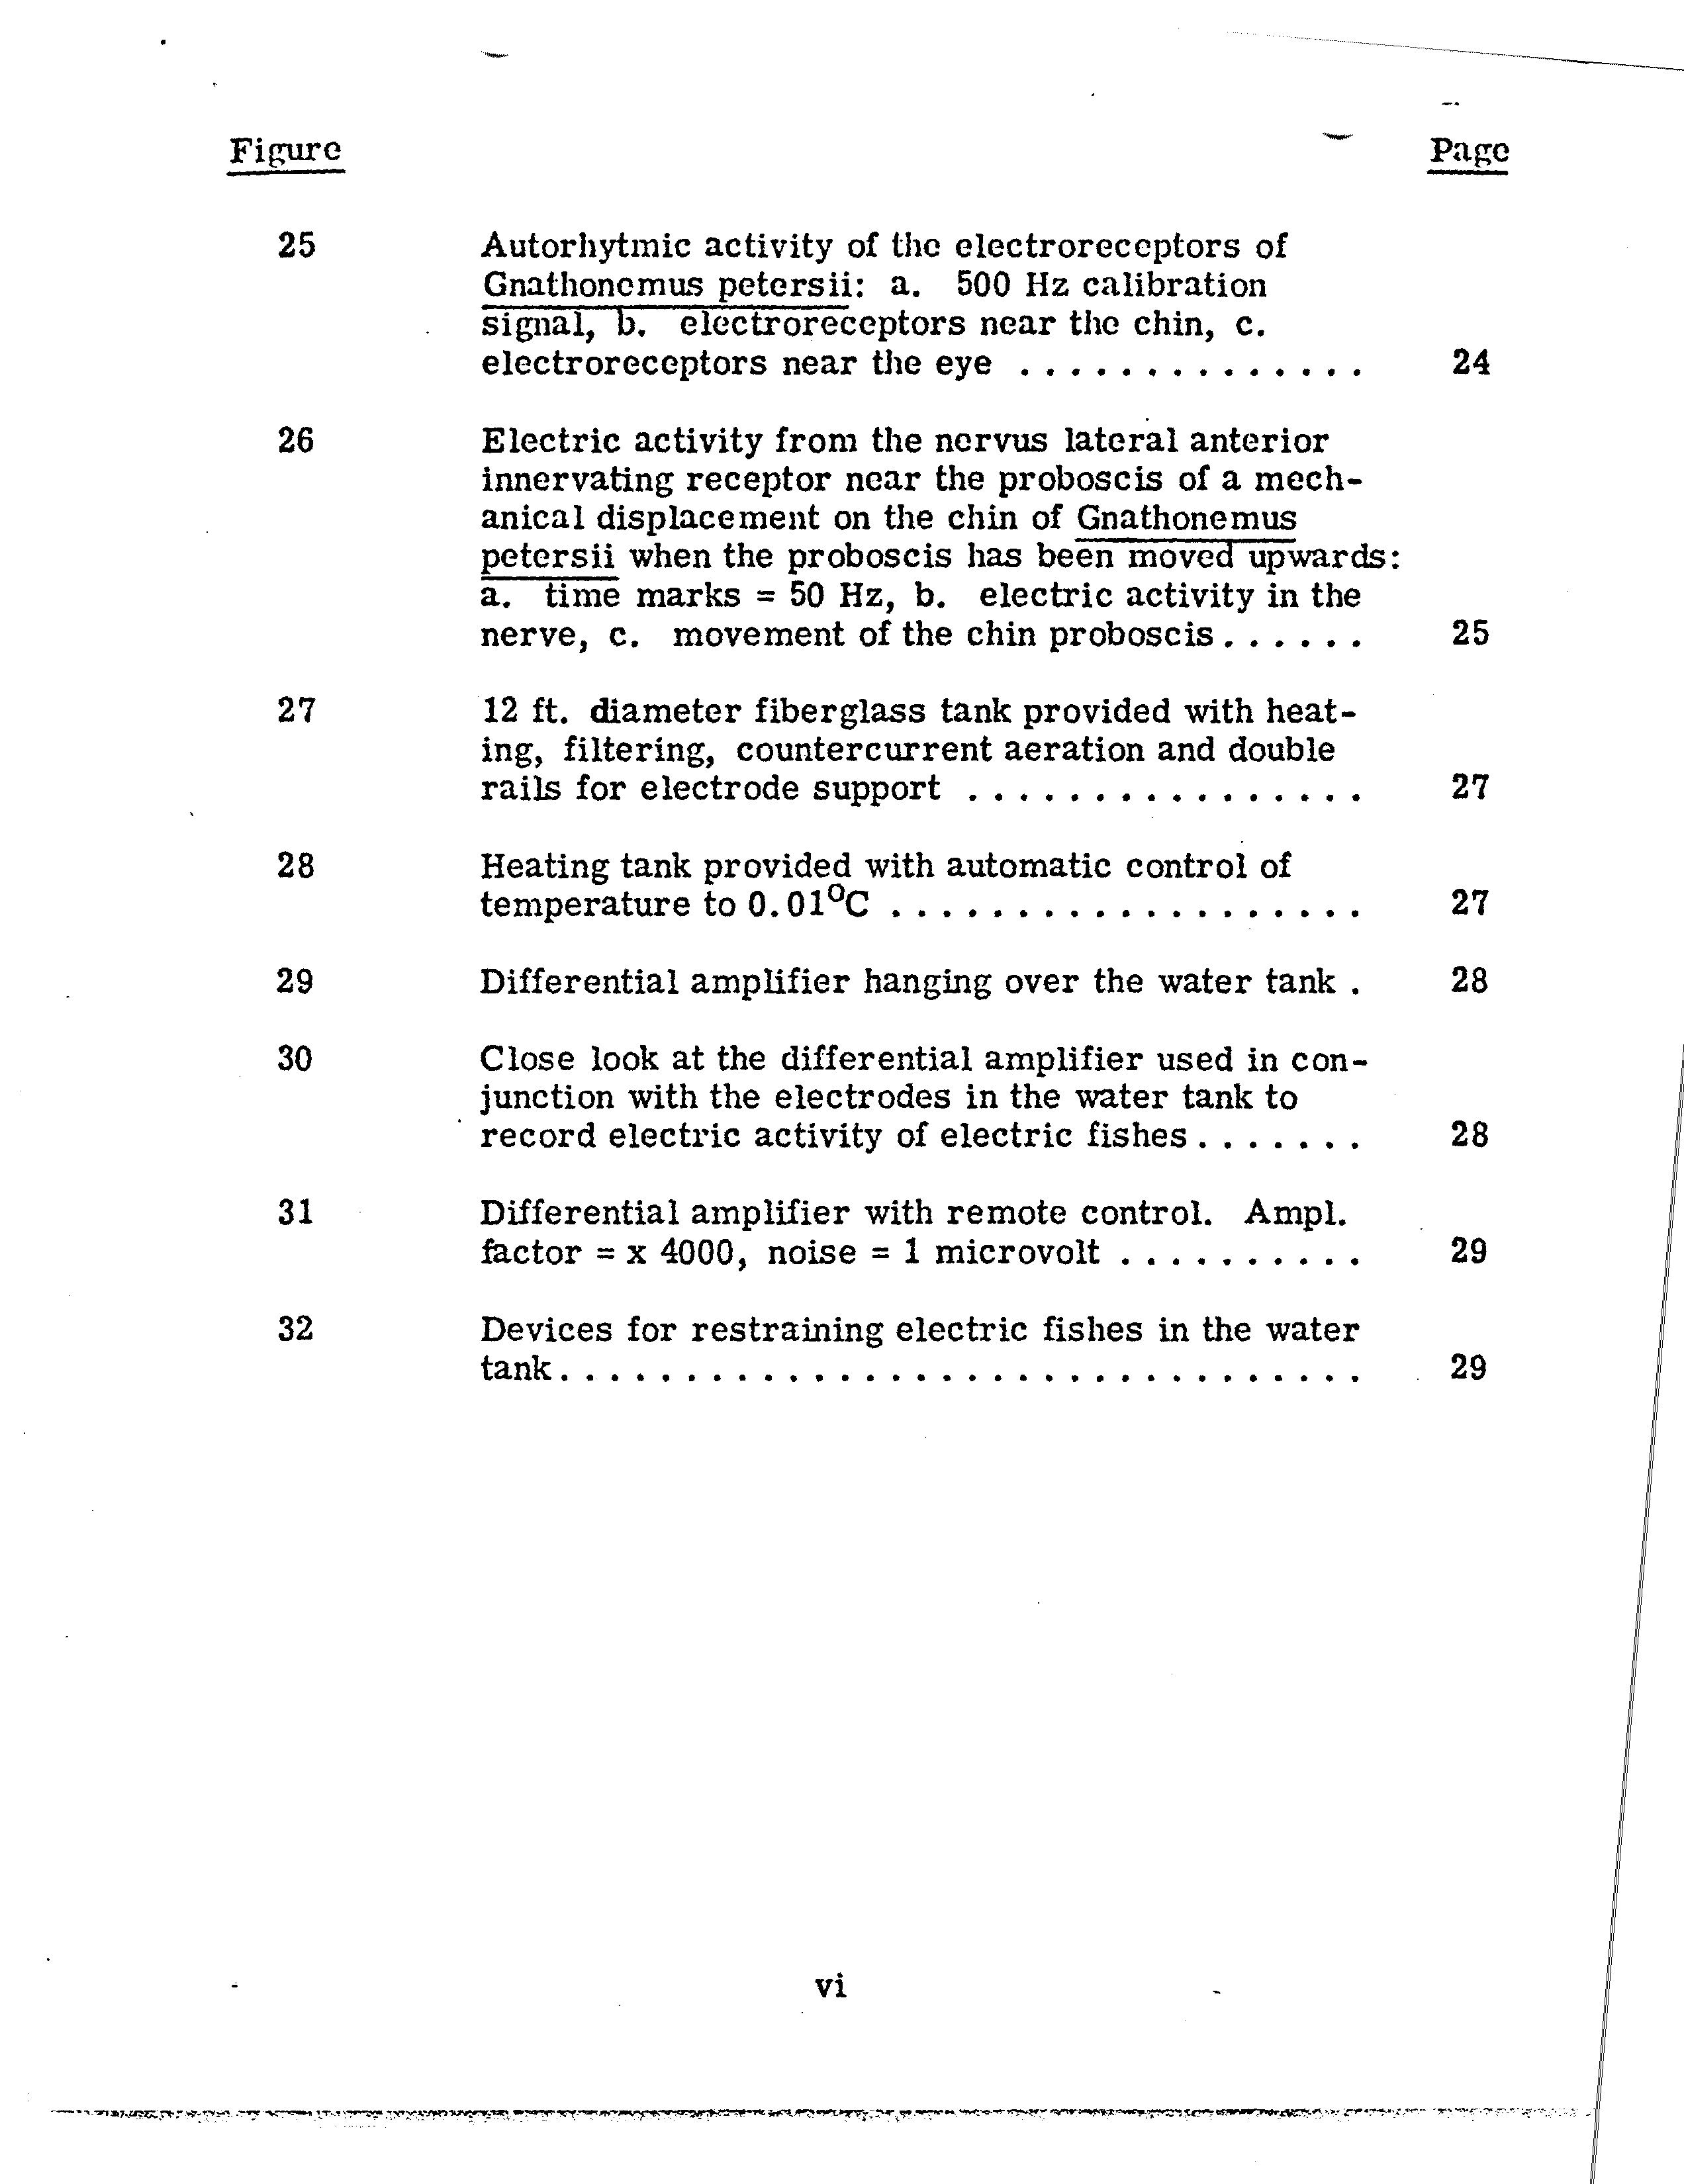 Figure Page
25 Autorhytmic activity of the electroreceptors of
Gnathonemus petersii: a. 500 Hz calibration
signal, b. electroreceptors near the chin, c.
electroreceptors near the eye . . . . . . . . . . . . . . 24
26 Electric activity from the nervus lateral anterior
innervating receptor near the proboscis of a mech-
anical displacement on the chin of Gnathonemus
petersii when the proboscis has been moved upwards:
a. time marks = 50 Hz, b. electric activity in the
nerve, c. movement of the chin proboscis . . . . . . 25
27 12 ft. diameter fiberglass tank provided with heat-
ing, filtering, countercurrent aeration and double
rails for electrode support . . . . . . . . . . . . . . . . 27
28 Heating tank provided with automatic control of
temperature to 0.01°C . . . . . . . . . . . . . . . . . . . 27
29 Differential amplifier hanging over the water tank . 28
30 Close look at the differential amplifier used in con-
junction with the electrodes in the water tank to
record electric activity of electric fishes . . . . . . . 28
31 Differential amplifier with remote control. Ampl.
factor = x 4000, noise = 1 microvolt . . . . . . . . . . 29
32 Devices for restraining electric fishes in the water
tank . . . . . . . . . . . . . . . . . . . . . . . . . . . . . . . . 29
vi